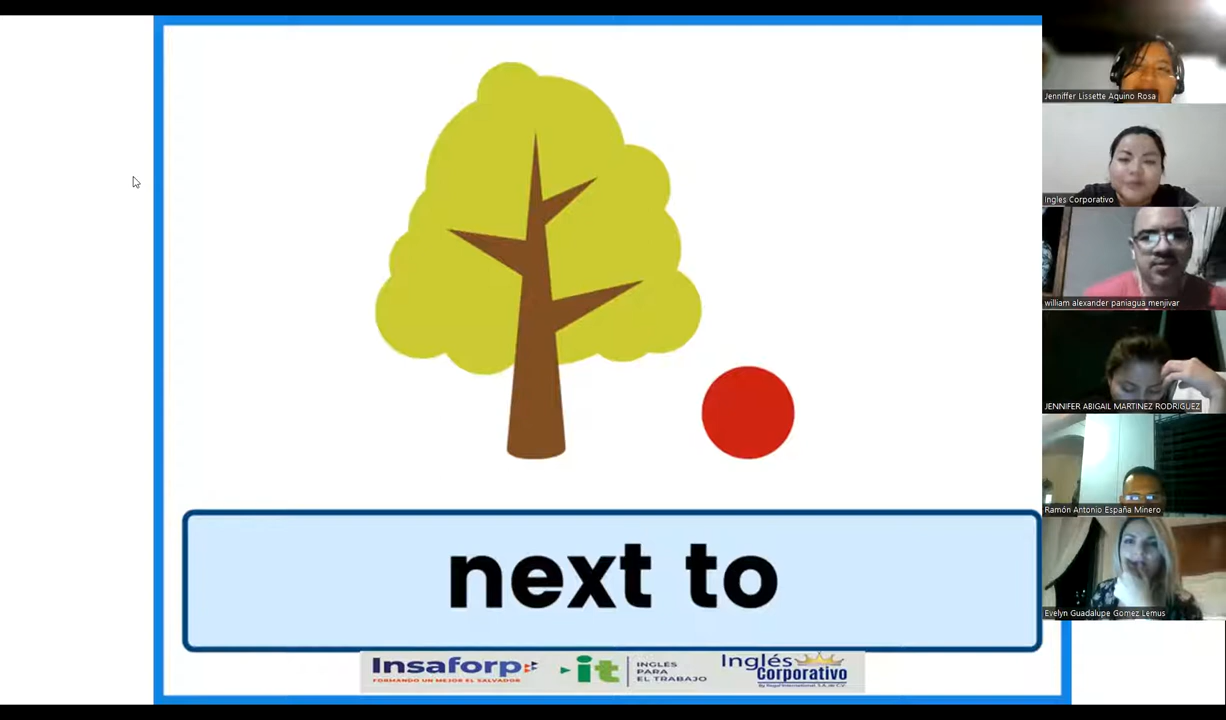 next to
Insaforp
FORMANDO UN MEJOR EL SALVADOR
it
INGLÉS
PARA
EL TRABAJO
Inglés
Corporativo
Jenniffer Lissette Aquino Rosa
Ingles Corporativo
william alexander paniagua menjivar
JENNIFER ABIGAIL MARTINEZ RODRIGUEZ
Ramón Antonio España Minero
Evelyn Guadalupe Gomez Lemus